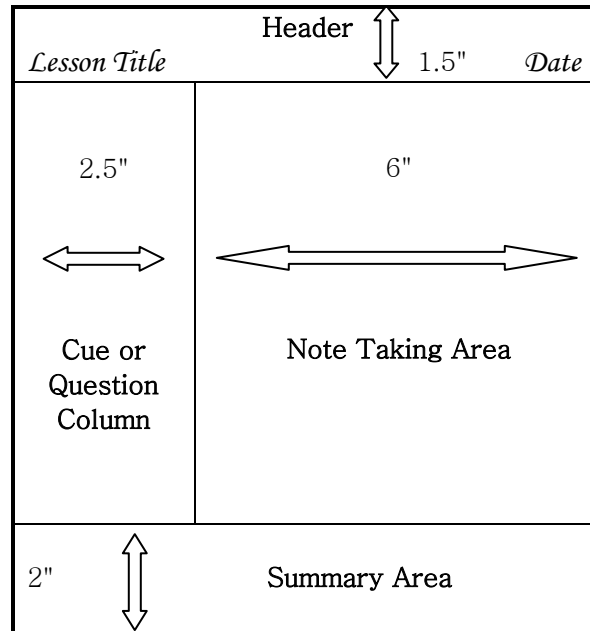 Header
Lesson Title 1.5" Date
2.5" 6"
Cue or
Question
Column
Note Taking Area
2" Summary Area